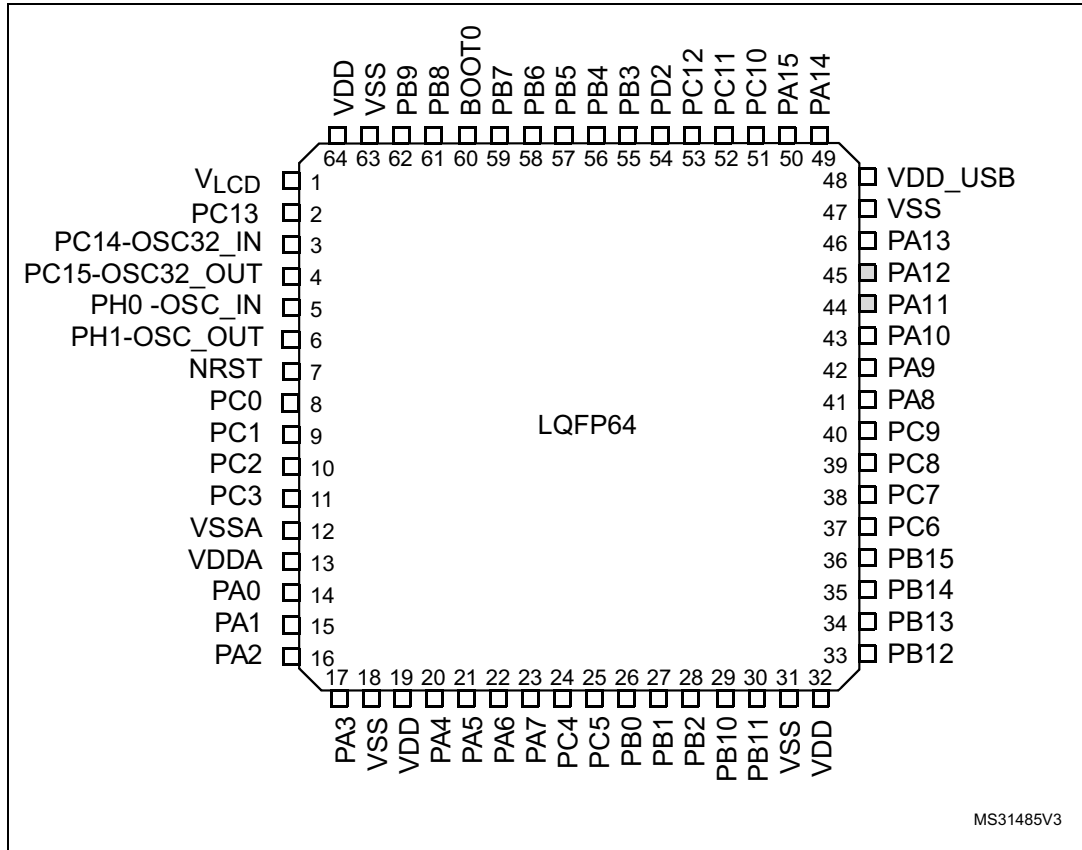 VDD VSS PB9 PB8 BOOT0 PB7 PB6 PB5 PB4 PB3 PD2 PC12 PC11 PC10 PA15 PA14
64 63 62 61 60 59 58 57 56 55 54 53 52 51 50 49
VLCD 1 48 VDD_USB
PC13 2 47 VSS
PC14-OSC32_IN 3 46 PA13
PC15-OSC32_OUT 4 45 PA12
PH0 -OSC_IN 5 44 PA11
PH1-OSC_OUT 6 43 PA10
NRST 7 42 PA9
PC0 8 41 PA8
PC1 9 40 PC9
LQFP64
PC2 10 39 PC8
PC3 11 38 PC7
VSSA 12 37 PC6
VDDA 13 36 PB15
PA0 14 35 PB14
PA1 15 34 PB13
PA2 16 33 PB12
17 18 19 20 21 22 23 24 25 26 27 28 29 30 31 32
PA3 VSS VDD PA4 PA5 PA6 PA7 PC4 PC5 PB0 PB1 PB2 PB10 PB11 VSS VDD
MS31485V3